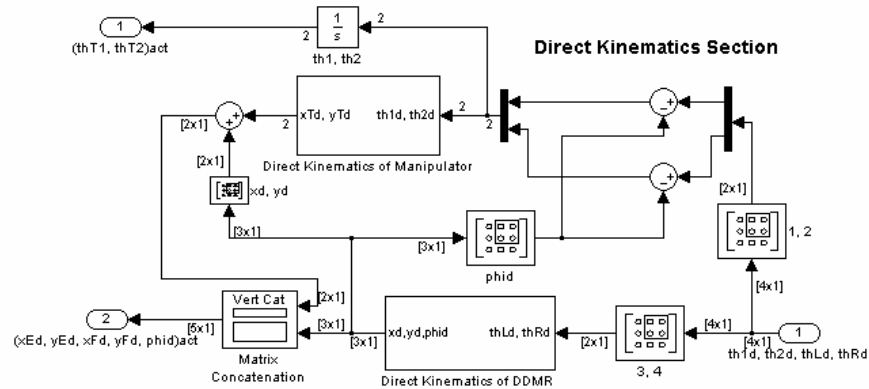 1
(thT1, thT2)act
2
1
s
2
th1, th2
Direct Kinematics Section
[2x1]
+
+
2
xTd, yTd
th1d, th2d
2
2
Direct Kinematics of Manipulator
−
+
−
+
[2x1]
[2x1]
xd, yd
[3x1]
[3x1]
phid
1, 2
[4x1]
2
(xEd, yEd, xFd, yFd, phid)act
[5x1]
Vert Cat
[2x1]
[3x1]
Matrix
Concatenation
[3x1]
xd,yd,phid
thLd, thRd
Direct Kinematics of DDMR
[2x1]
3, 4
[4x1]
[4x1]
1
th1d, th2d, thLd, thRd